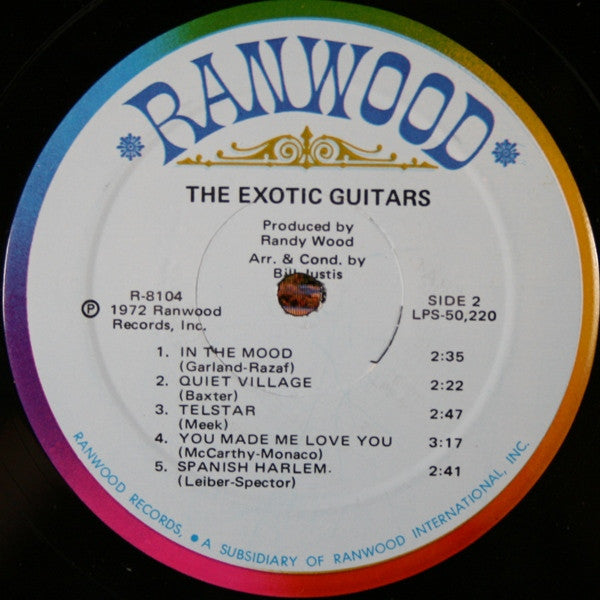 RANWOOD
THE EXOTIC GUITARS
Produced by
Randy Wood
Arr. & Cond. by
Bill Justis
R-8104
℗ 1972 Ranwood
Records, Inc.
SIDE 2
LPS-50,220
1. IN THE MOOD 2:35
(Garland-Razaf)
2. QUIET VILLAGE 2:22
(Baxter)
3. TELSTAR 2:47
(Meek)
4. YOU MADE ME LOVE YOU 3:17
(McCarthy-Monaco)
5. SPANISH HARLEM. 2:41
(Leiber-Spector)
RANWOOD RECORDS, INC. • A SUBSIDIARY OF RANWOOD INTERNATIONAL, INC.